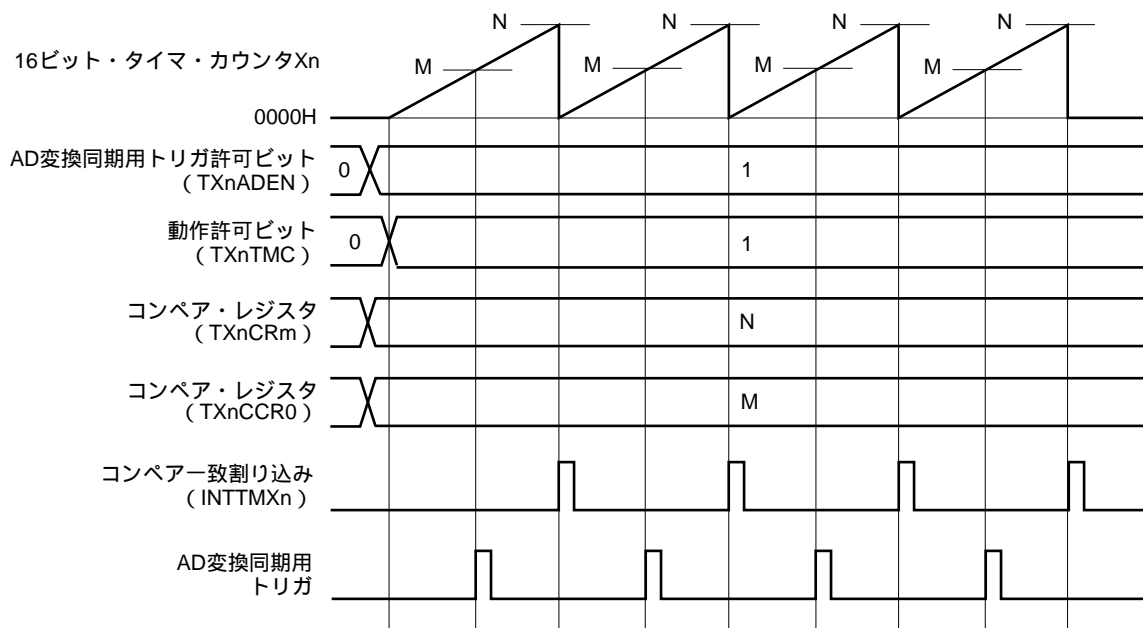 N N N N
16ビット・タイマ・カウンタXn
M M M M
0000H
AD変換同期用トリガ許可ビット
（TXnADEN）
0 1
動作許可ビット
（TXnTMC）
0 1
コンペア・レジスタ
（TXnCRm）
N
コンペア・レジスタ
（TXnCCR0）
M
コンペア一致割り込み
（INTTMXn）
AD変換同期用
トリガ